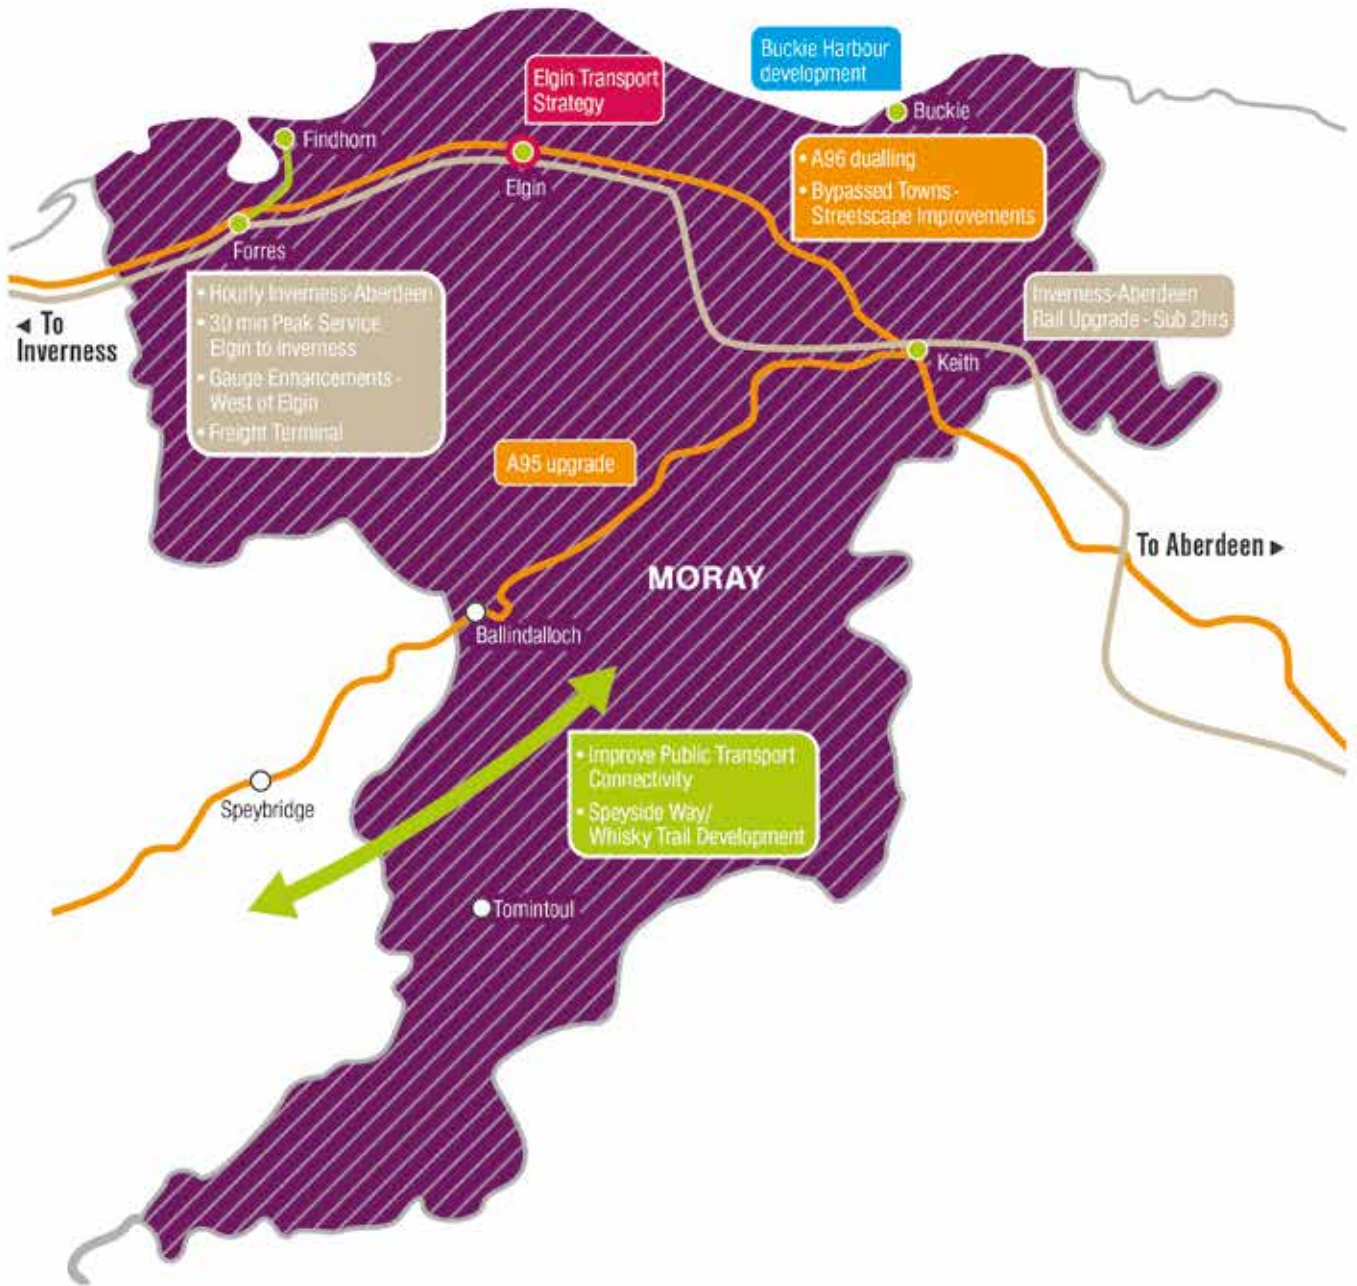 Elgin Transport
Strategy
Buckie Harbour
development
Buckie
Findhorn
Elgin
• A96 dualling
• Bypassed Towns -
Streetscape Improvements
Forres
• Hourly Inverness-Aberdeen
• 30 min Peak Service
Elgin to Inverness
• Gauge Enhancements -
West of Elgin
• Freight Terminal
◄ To
Inverness
Inverness-Aberdeen
Rail Upgrade - Sub 2hrs
Keith
A95 upgrade
To Aberdeen ►
MORAY
Ballindalloch
• Improve Public Transport
Connectivity
• Speyside Way/
Whisky Trail Development
Speybridge
Tomintoul